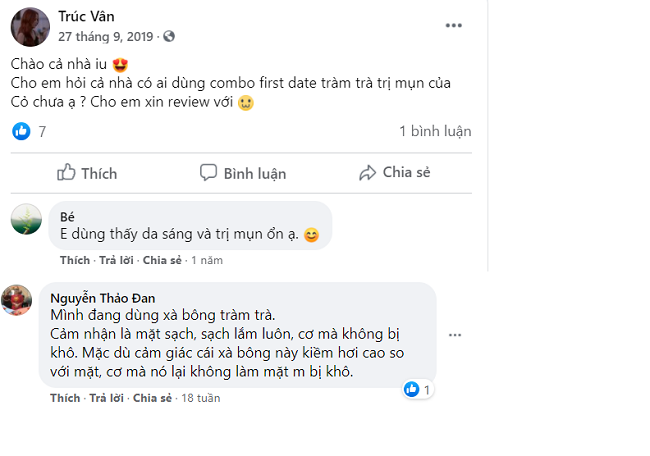 Trúc Vân
27 tháng 9, 2019 ·
Chào cả nhà iu 😍
Cho em hỏi cả nhà có ai dùng combo first date tràm trà trị mụn của
Cỏ chưa ạ ? Cho em xin review với 🥴
7
1 bình luận
Thích Bình luận Chia sẻ
Bé
E dùng thấy da sáng và trị mụn ổn ạ. 😊
Thích · Trả lời · Chia sẻ · 1 năm
Nguyễn Thảo Đan
Mình đang dùng xà bông tràm trà.
Cảm nhận là mặt sạch, sạch lắm luôn, cơ mà không bị
khô. Mặc dù cảm giác cái xà bông này kiềm hơi cao so
với mặt, cơ mà nó lại không làm mặt m bị khô.
1
Thích · Trả lời · Chia sẻ · 18 tuần